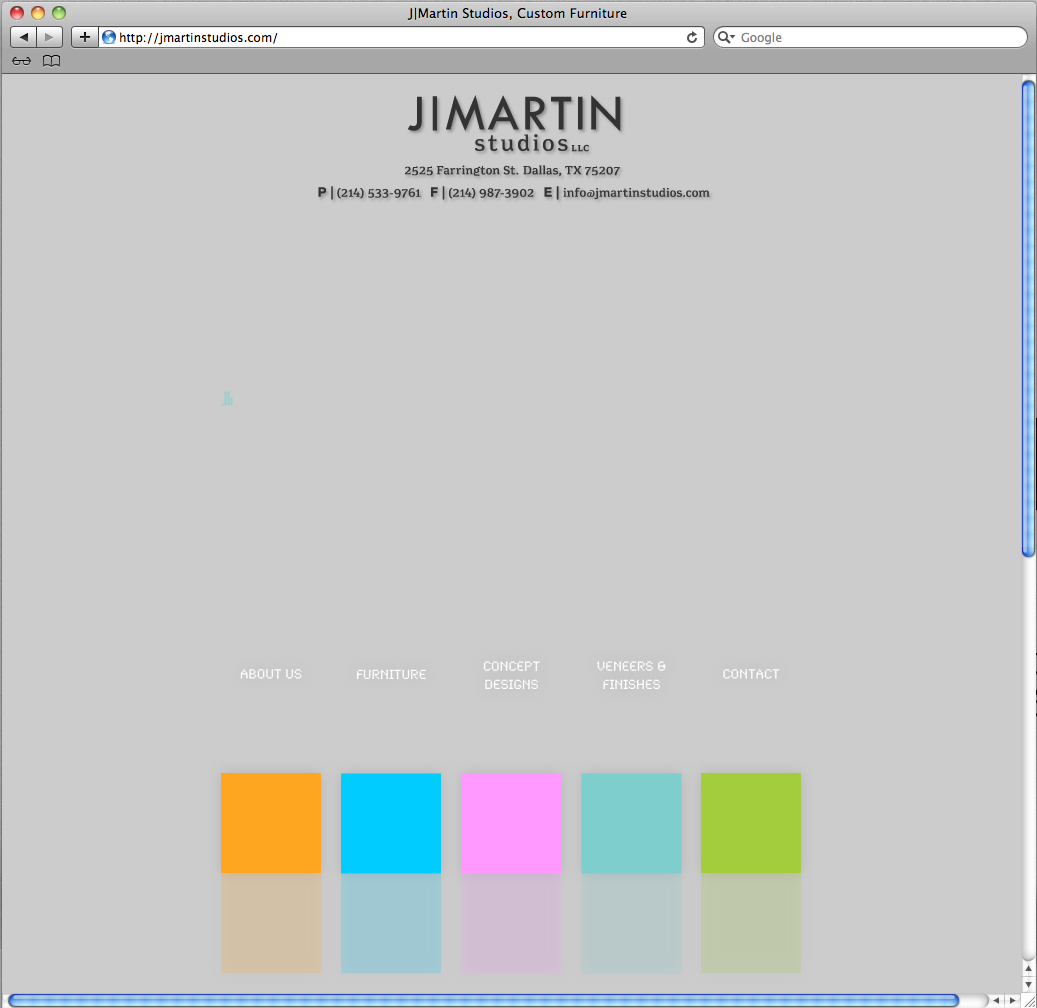 J|Martin Studios, Custom Furniture
http://jmartinstudios.com/
Google
J|MARTIN
studios LLC
2525 Farrington St. Dallas, TX 75207
P | (214) 533-9761 F | (214) 987-3902 E | info@jmartinstudios.com
ABOUT US
FURNITURE
CONCEPT
DESIGNS
VENEERS &
FINISHES
CONTACT